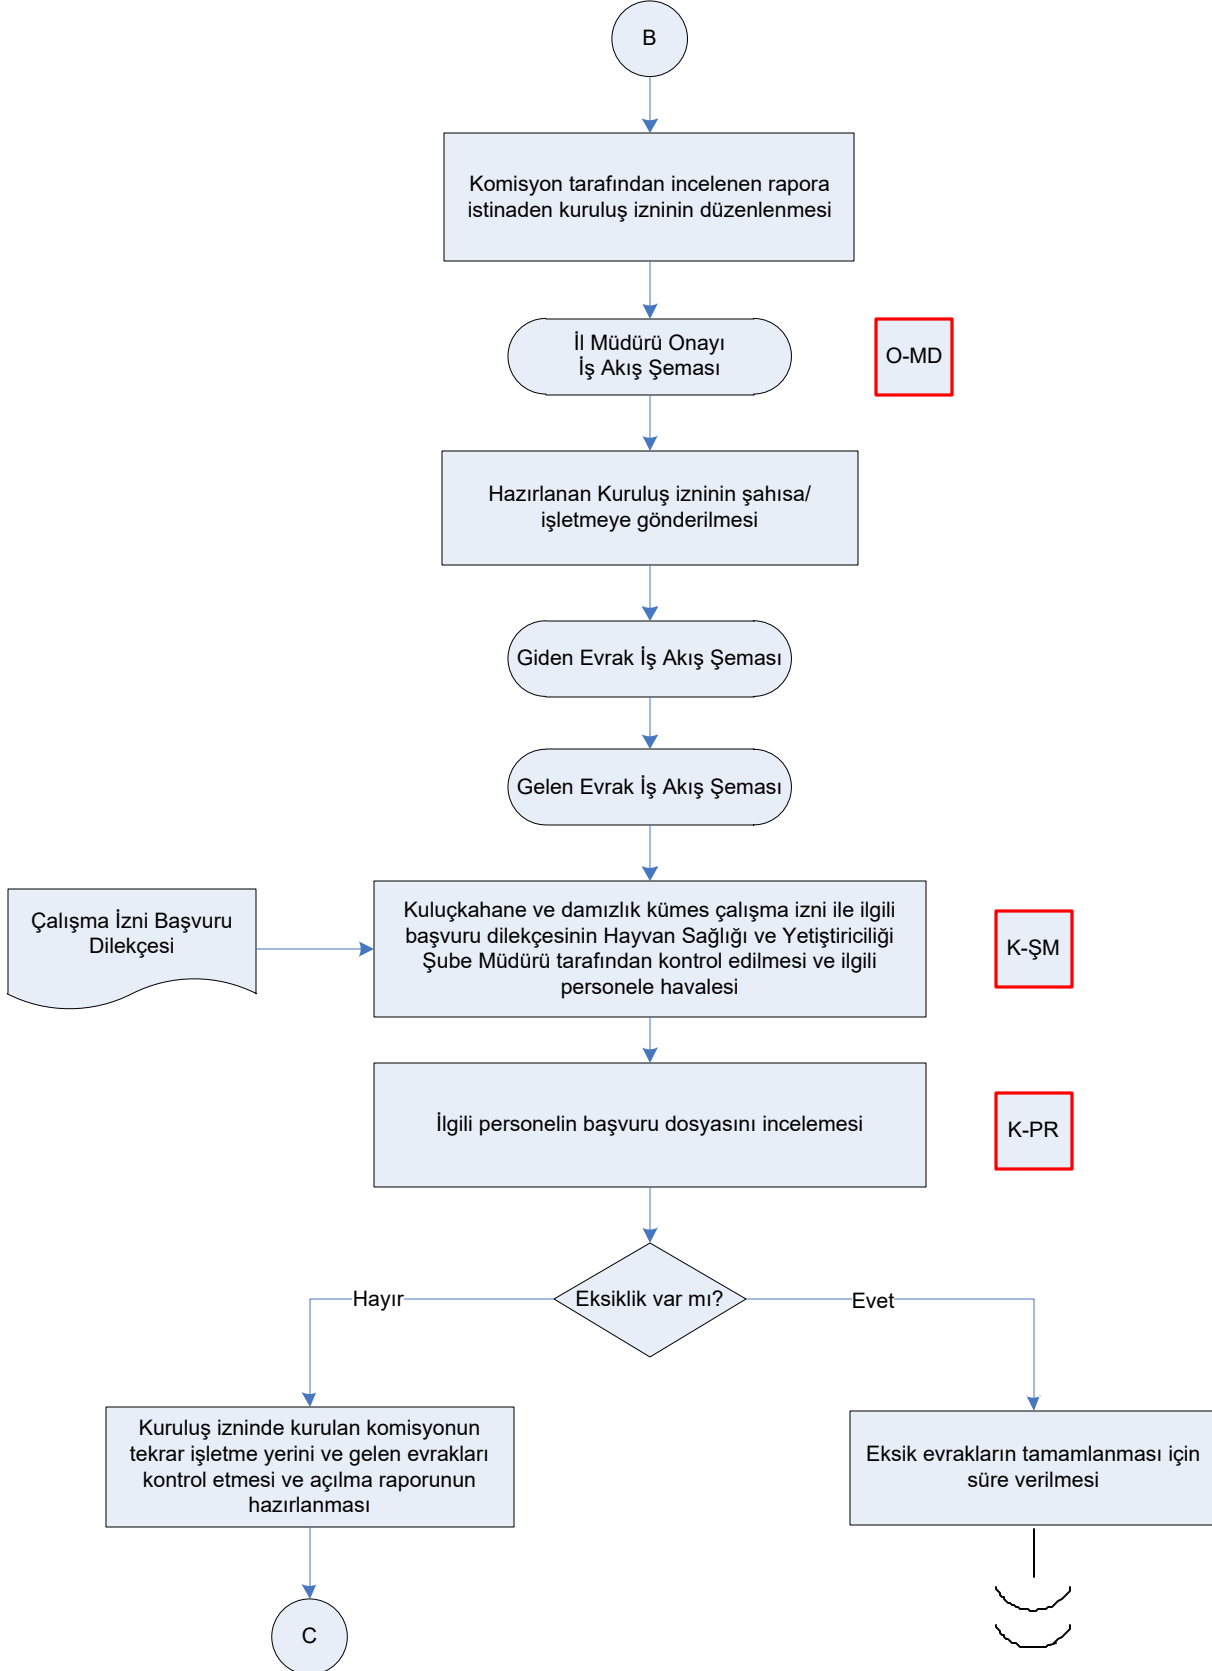 B
Komisyon tarafından incelenen rapora
istinaden kuruluş izninin düzenlenmesi
İl Müdürü Onayı
İş Akış Şeması
O-MD
Hazırlanan Kuruluş izninin şahısa/
işletmeye gönderilmesi
Giden Evrak İş Akış Şeması
Gelen Evrak İş Akış Şeması
Çalışma İzni Başvuru
Dilekçesi
Kuluçkahane ve damızlık kümes çalışma izni ile ilgili
başvuru dilekçesinin Hayvan Sağlığı ve Yetiştiriciliği
Şube Müdürü tarafından kontrol edilmesi ve ilgili
personele havalesi
K-ŞM
İlgili personelin başvuru dosyasını incelemesi
K-PR
Hayır
Eksiklik var mı?
Evet
Kuruluş izninde kurulan komisyonun
tekrar işletme yerini ve gelen evrakları
kontrol etmesi ve açılma raporunun
hazırlanması
Eksik evrakların tamamlanması için
süre verilmesi
C